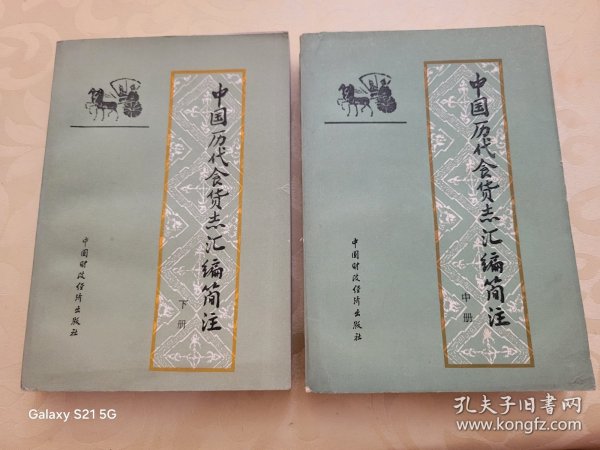 中国历代食货志汇编简注
下册
中国财政经济出版社
中国历代食货志汇编简注
中册
中国财政经济出版社
Galaxy S21 5G
孔夫子旧书网
www.kongfz.com